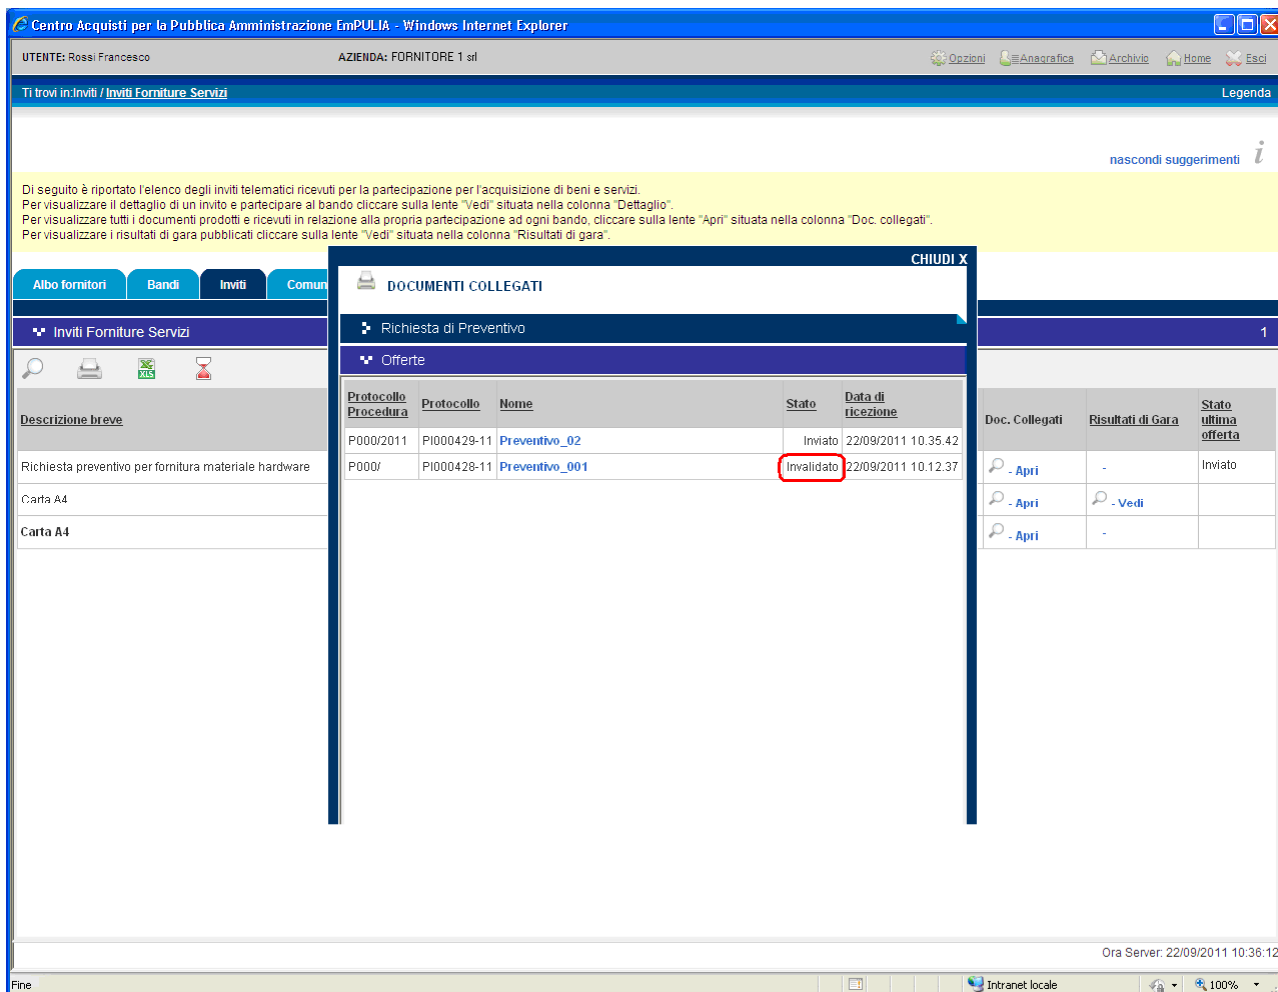 Centro Acquisti per la Pubblica Amministrazione EmPULIA - Windows Internet Explorer
UTENTE: Rossi Francesco AZIENDA: FORNITORE 1 srl Opzioni Anagrafica Archivio Home Esci
Ti trovi in:Inviti / Inviti Forniture Servizi Legenda
nascondi suggerimenti i
Di seguito è riportato l'elenco degli inviti telematici ricevuti per la partecipazione per l'acquisizione di beni e servizi.
Per visualizzare il dettaglio di un invito e partecipare al bando cliccare sulla lente "Vedi" situata nella colonna "Dettaglio".
Per visualizzare tutti i documenti prodotti e ricevuti in relazione alla propria partecipazione ad ogni bando, cliccare sulla lente "Apri" situata nella colonna "Doc. collegati".
Per visualizzare i risultati di gara pubblicati cliccare sulla lente "Vedi" situata nella colonna "Risultati di gara".
CHIUDI X
Albo fornitori Bandi Inviti Comun
DOCUMENTI COLLEGATI
Inviti Forniture Servizi 1
Richiesta di Preventivo
Offerte
XLS
Protocollo Procedura Protocollo Nome Stato Data di ricezione
P000/2011 PI000429-11 Preventivo_02 Inviato 22/09/2011 10.35.42
P000/ PI000428-11 Preventivo_001 Invalidato 22/09/2011 10.12.37
Descrizione breve Doc. Collegati Risultati di Gara Stato ultima offerta
Richiesta preventivo per fornitura materiale hardware - Apri - Inviato
Carta A4 - Apri - Vedi
Carta A4 - Apri -
Ora Server: 22/09/2011 10:36:12
Fine Intranet locale 100%